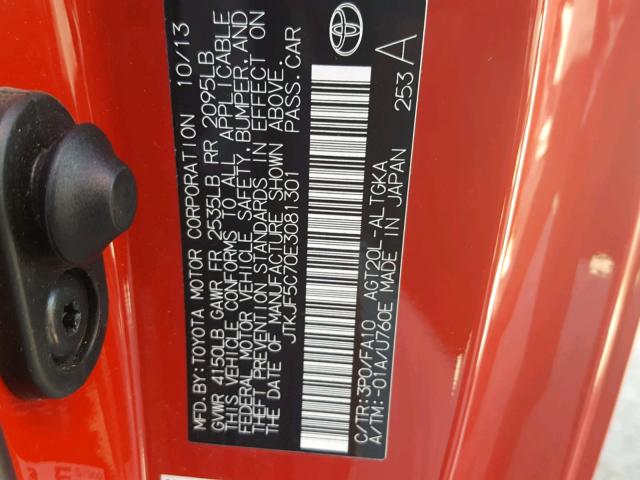 MFD.BY:TOYOTA MOTOR CORPORATION 10/13
GVWR 4150LB GAWR FR 2535LB RR 2095LB
THIS VEHICLE CONFORMS TO ALL APPLICABLE
FEDERAL MOTOR VEHICLE SAFETY, BUMPER, AND
THEFT PREVENTION STANDARDS IN EFFECT ON
THE DATE OF MANUFACTURE SHOWN ABOVE.
JTKJF5C70E3081301 PASS.CAR
C/TR:3P0/FA10 AGT20L-ALTGKA 253 A
A/TM:-01A/U760E MADE IN JAPAN